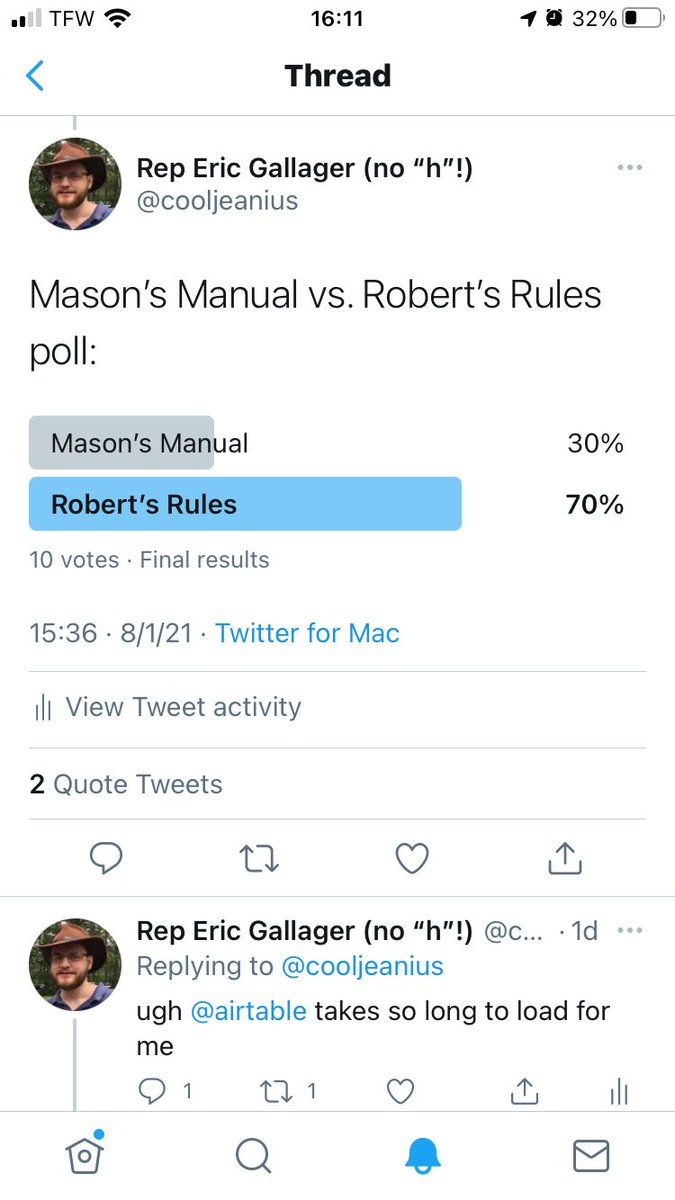 TFW 16:11 32%
Thread
Rep Eric Gallager (no “h”!)
@cooljeanius
Mason’s Manual vs. Robert’s Rules
poll:
Mason’s Manual 30%
Robert’s Rules 70%
10 votes · Final results
15:36 · 8/1/21 · Twitter for Mac
View Tweet activity
2 Quote Tweets
Rep Eric Gallager (no “h”!) @c... · 1d
Replying to @cooljeanius
ugh @airtable takes so long to load for
me
1 1